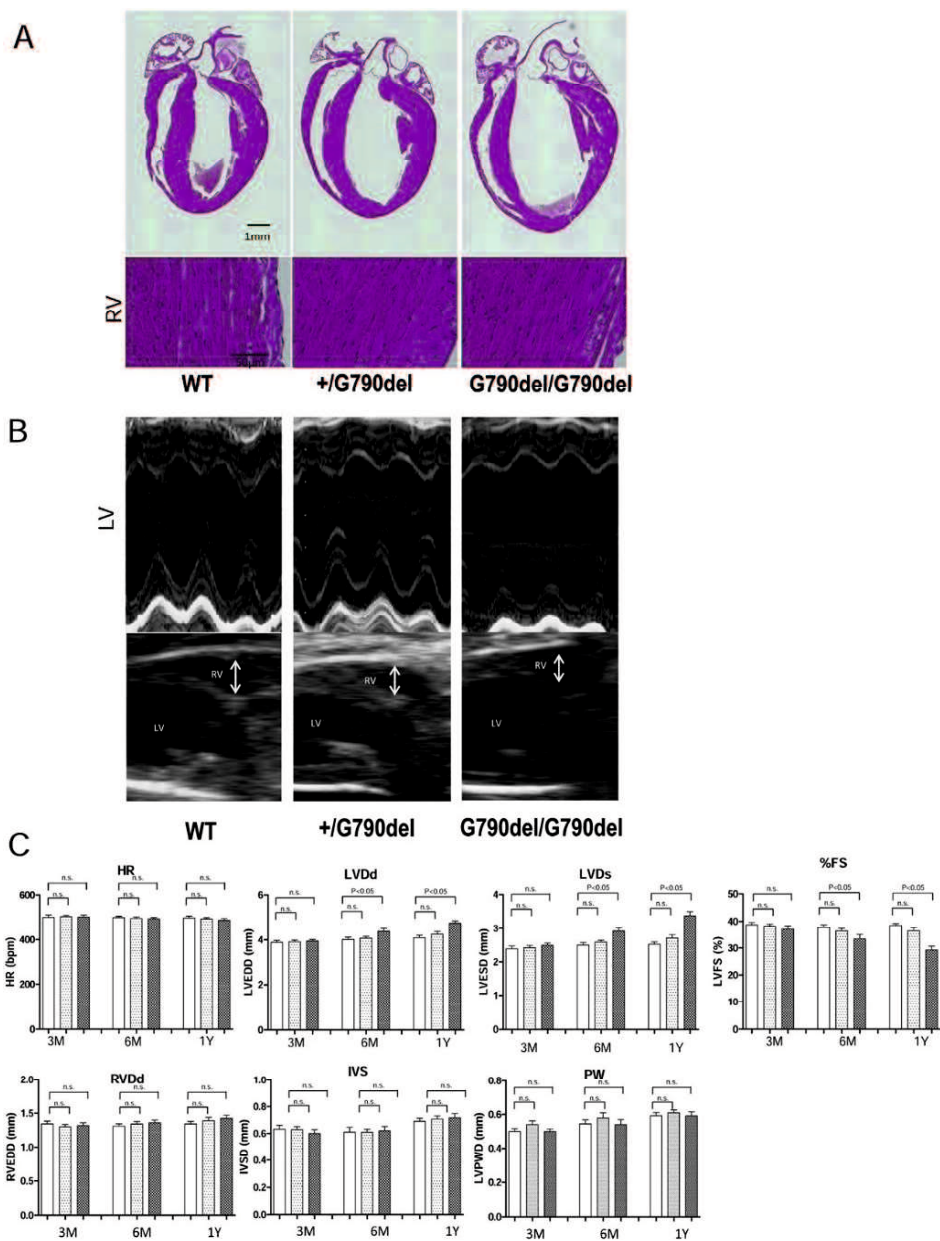 A
1mm
RV
50μm
WT
+/G790del
G790del/G790del
B
LV
RV
RV
RV
LV
LV
LV
WT
+/G790del
G790del/G790del
C
HR
n.s.
n.s.
n.s.
n.s.
n.s.
n.s.
600
400
200
0
HR (bpm)
3M
6M
1Y
LVDd
n.s.
n.s.
P<0.05
n.s.
P<0.05
n.s.
6
4
2
0
LVEDD (mm)
3M
6M
1Y
LVDs
n.s.
n.s.
P<0.05
n.s.
P<0.05
n.s.
4
3
2
1
0
LVESD (mm)
3M
6M
1Y
%FS
n.s.
n.s.
P<0.05
n.s.
P<0.05
n.s.
50
40
30
20
10
0
LVFS (%)
3M
6M
1Y
RVDd
n.s.
n.s.
n.s.
n.s.
n.s.
n.s.
2.0
1.5
1.0
0.5
0.0
RVEDD (mm)
3M
6M
1Y
IVS
n.s.
n.s.
n.s.
n.s.
n.s.
n.s.
1.0
0.8
0.6
0.4
0.2
0.0
IVSD (mm)
3M
6M
1Y
PW
n.s.
n.s.
n.s.
n.s.
n.s.
n.s.
0.8
0.6
0.4
0.2
0.0
LVPWD (mm)
3M
6M
1Y